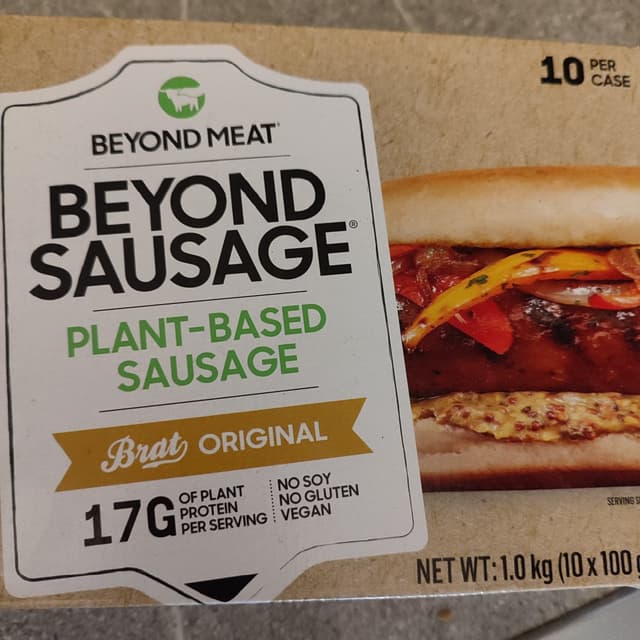 10 PER
CASE
BEYOND MEAT
BEYOND
SAUSAGE®
PLANT-BASED
SAUSAGE
Brat ORIGINAL
17G OF PLANT
PROTEIN
PER SERVING
NO SOY
NO GLUTEN
VEGAN
SERVING
NET WT: 1.0 kg (10 x 100